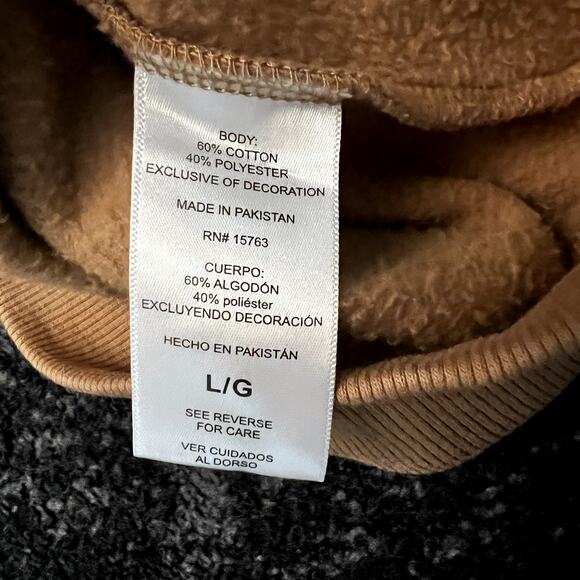 BODY:
60% COTTON
40% POLYESTER
EXCLUSIVE OF DECORATION
MADE IN PAKISTAN
RN# 15763
CUERPO:
60% ALGODÓN
40% poliéster
EXCLUYENDO DECORACIÓN
HECHO EN PAKISTÁN
L/G
SEE REVERSE
FOR CARE
VER CUIDADOS
AL DORSO